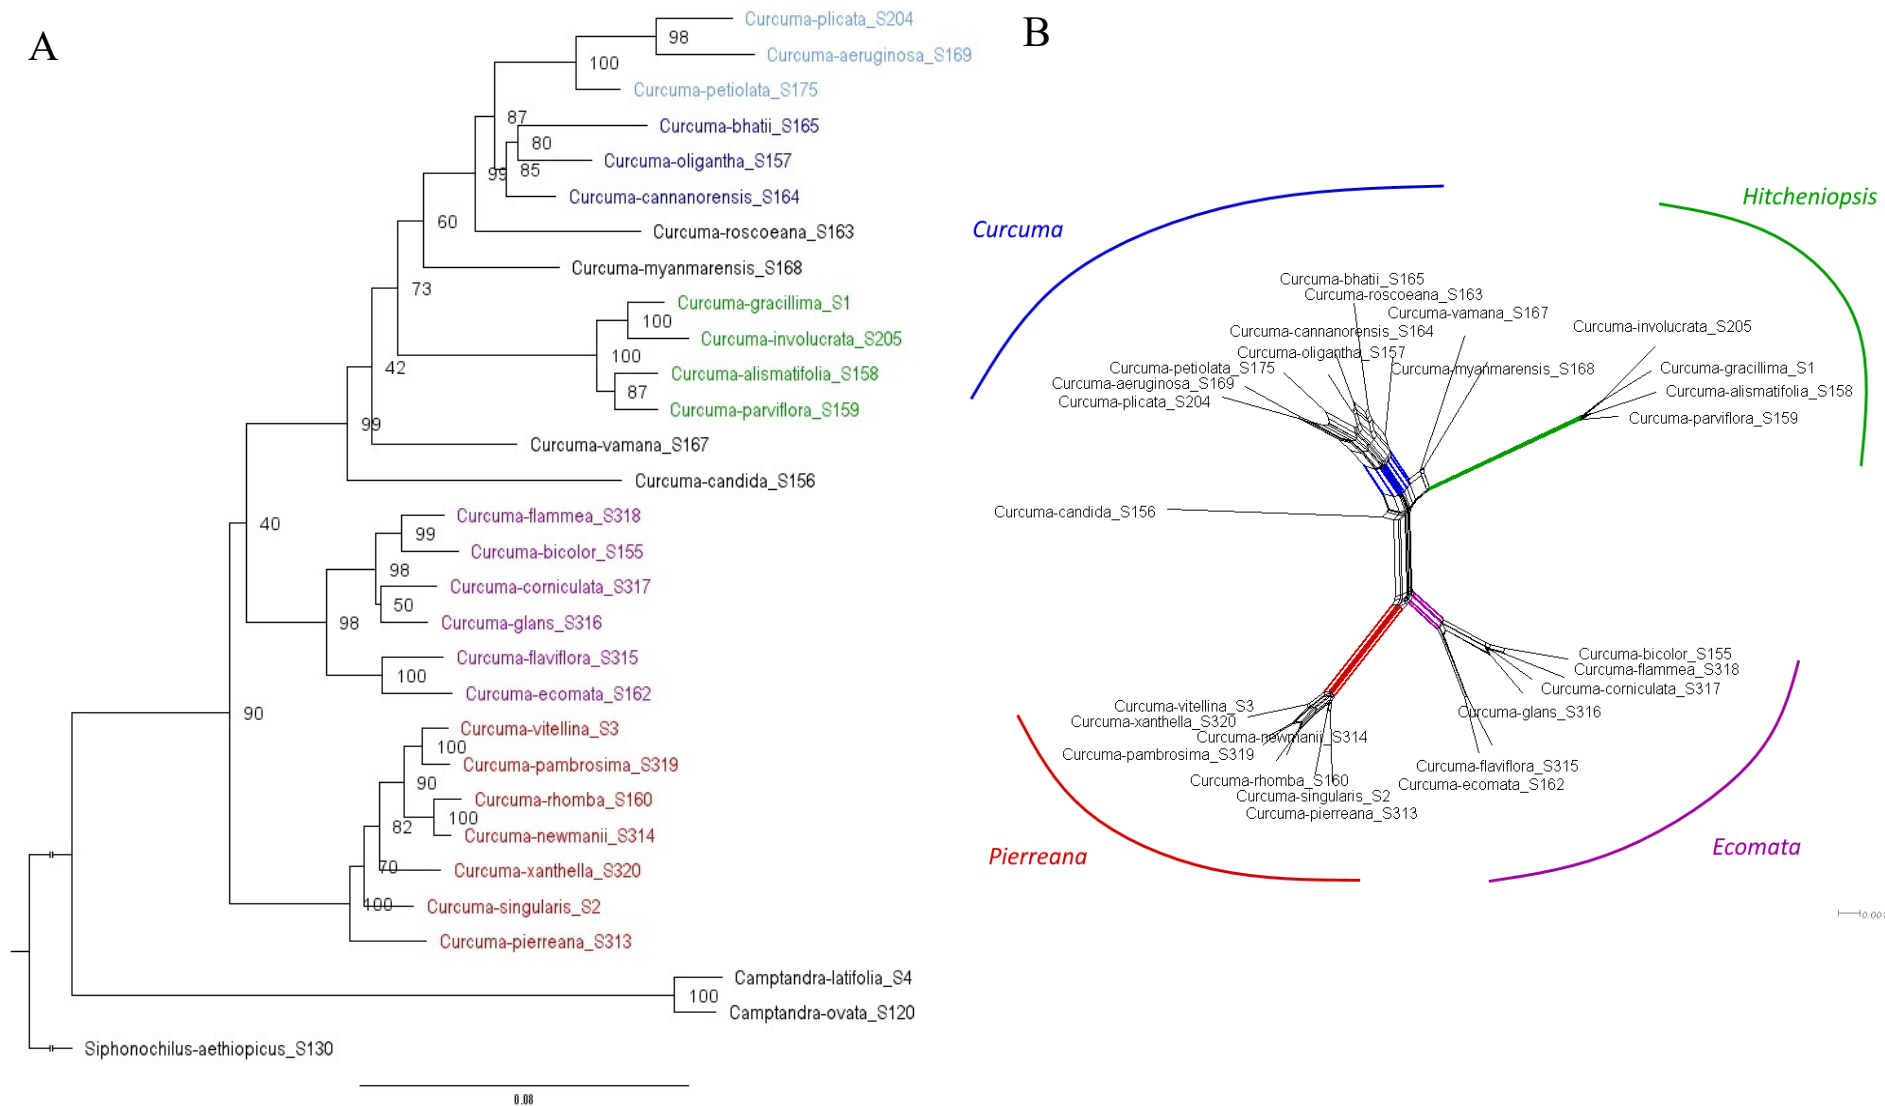 A
Curcuma-plicata_S204
98
Curcuma-aeruginosa_S169
100
Curcuma-petiolata_S175
87
Curcuma-bhatii_S165
80
Curcuma-oligantha_S157
99
85
Curcuma-cannanorensis_S164
60
Curcuma-roscoeana_S163
Curcuma-myanmarensis_S168
73
Curcuma-gracillima_S1
100
Curcuma-involucrata_S205
100
42
Curcuma-alismatifolia_S158
87
Curcuma-parviflora_S159
99
Curcuma-vamana_S167
Curcuma-candida_S156
40
Curcuma-flammea_S318
99
Curcuma-bicolor_S155
98
Curcuma-corniculata_S317
50
98
Curcuma-glans_S316
Curcuma-flaviflora_S315
100
Curcuma-ecomata_S162
90
Curcuma-vitellina_S3
100
Curcuma-pambrosima_S319
90
Curcuma-rhomba_S160
100
82
Curcuma-newmanii_S314
70
Curcuma-xanthella_S320
100
Curcuma-singularis_S2
Curcuma-pierreana_S313
Camptandra-latifolia_S4
100
Camptandra-ovata_S120
Siphonochilus-aethiopicus_S130
0.08
B
Hitcheniopsis
Curcuma
Curcuma-bhatii_S165
Curcuma-roscoeana_S163
Curcuma-vamana_S167
Curcuma-cannanorensis_S164
Curcuma-involucrata_S205
Curcuma-oligantha_S157
Curcuma-petiolata_S175
Curcuma-myanmarensis_S168
Curcuma-gracillima_S1
Curcuma-aeruginosa_S169
Curcuma-alismatifolia_S158
Curcuma-plicata_S204
Curcuma-parviflora_S159
Curcuma-candida_S156
Curcuma-bicolor_S155
Curcuma-flammea_S318
Curcuma-corniculata_S317
Curcuma-vitellina_S3
Curcuma-glans_S316
Curcuma-xanthella_S320
Curcuma-newmanii_S314
Curcuma-pambrosima_S319
Curcuma-flaviflora_S315
Curcuma-rhomba_S160
Curcuma-ecomata_S162
Curcuma-singularis_S2
Curcuma-pierreana_S313
Pierreana
Ecomata
0.001